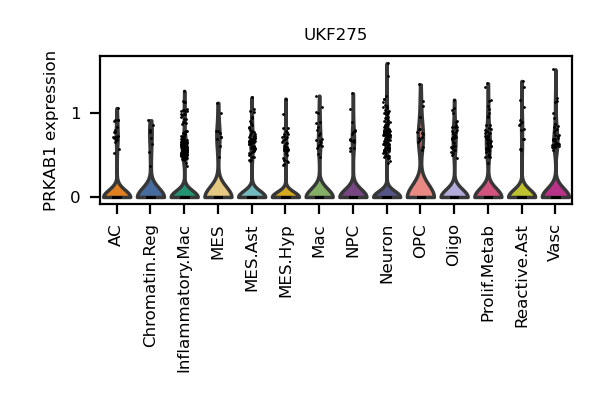 UKF275
PRKAB1 expression
1
0
AC
Chromatin.Reg
Inflammatory.Mac
MES
MES.Ast
MES.Hyp
Mac
NPC
Neuron
OPC
Oligo
Prolif.Metab
Reactive.Ast
Vasc